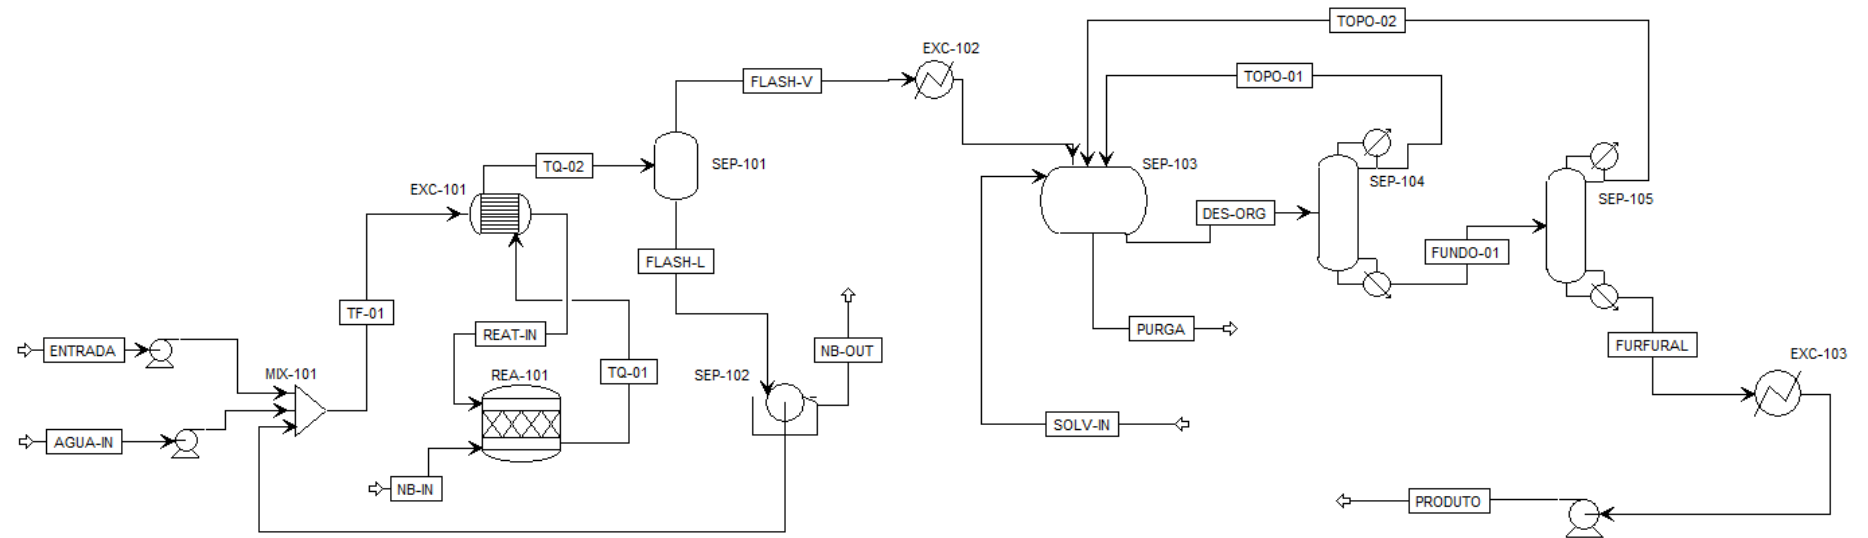 TOPO-02
EXC-102
TOPO-01
FLASH-V
SEP-101
SEP-103
TQ-02
EXC-101
SEP-104
SEP-105
DES-ORG
FUNDO-01
FLASH-L
TF-01
REAT-IN
PURGA
ENTRADA
NB-OUT
FURFURAL
EXC-103
MIX-101
REA-101
TQ-01
SEP-102
AGUA-IN
SOLV-IN
NB-IN
PRODUTO